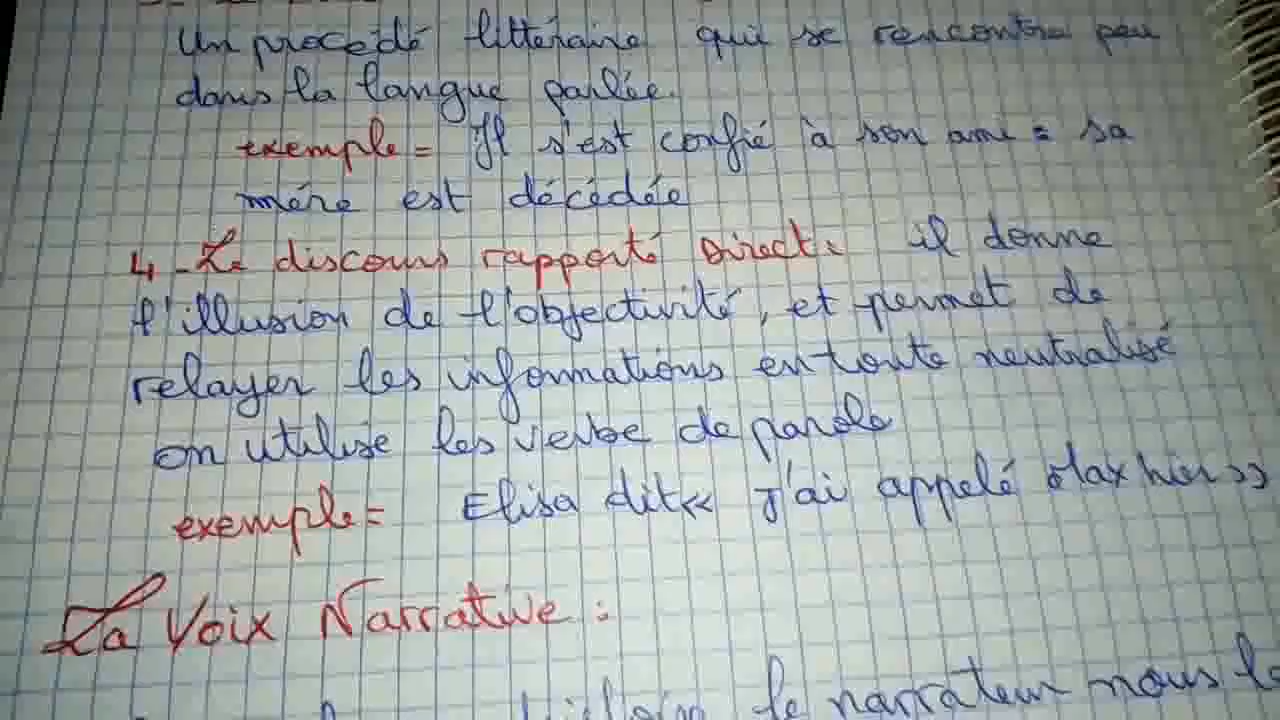 Un procédé littéraire qui se rencontre peu
dans la langue parlée.
exemple = Il s'est confié à son ami = sa
mére est décédée
4 - Le discours rapporté Direct : il donne
l'illusion de l'objectivité, et permet de
relayer les informations en toute neutralisé
on utilise les verbe de parole
exemple = Elisa dit << J'ai appelé Max hier >>
La Voix Narrative :
le narrateur nous